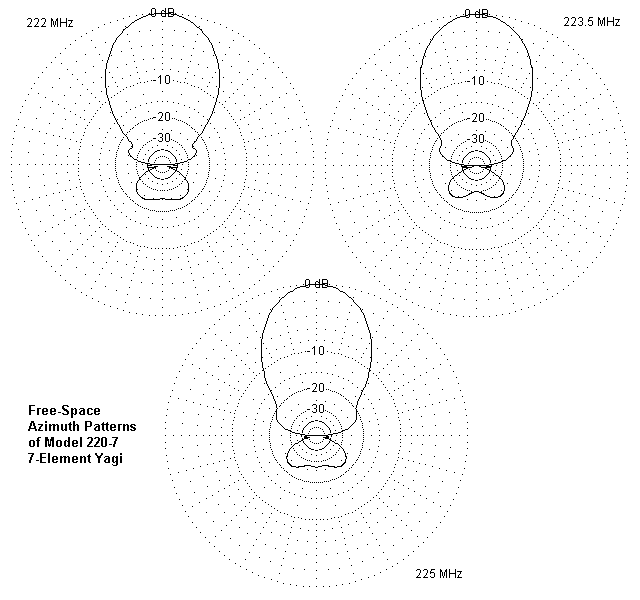 222 MHz
0 dB
-10
-20
-30
223.5 MHz
0 dB
-10
-20
-30
0 dB
-10
-20
-30
Free-Space
Azimuth Patterns
of Model 220-7
7-Element Yagi
225 MHz